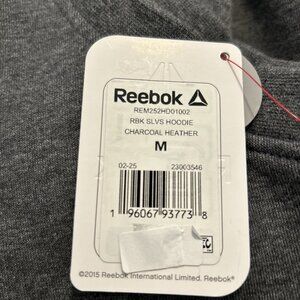 Reebok
REM252HD01002
RBK SLVS HOODIE
CHARCOAL HEATHER
M
02-25 23003546
1 96067 93773 8
©2015 Reebok International Limited. Reebok®